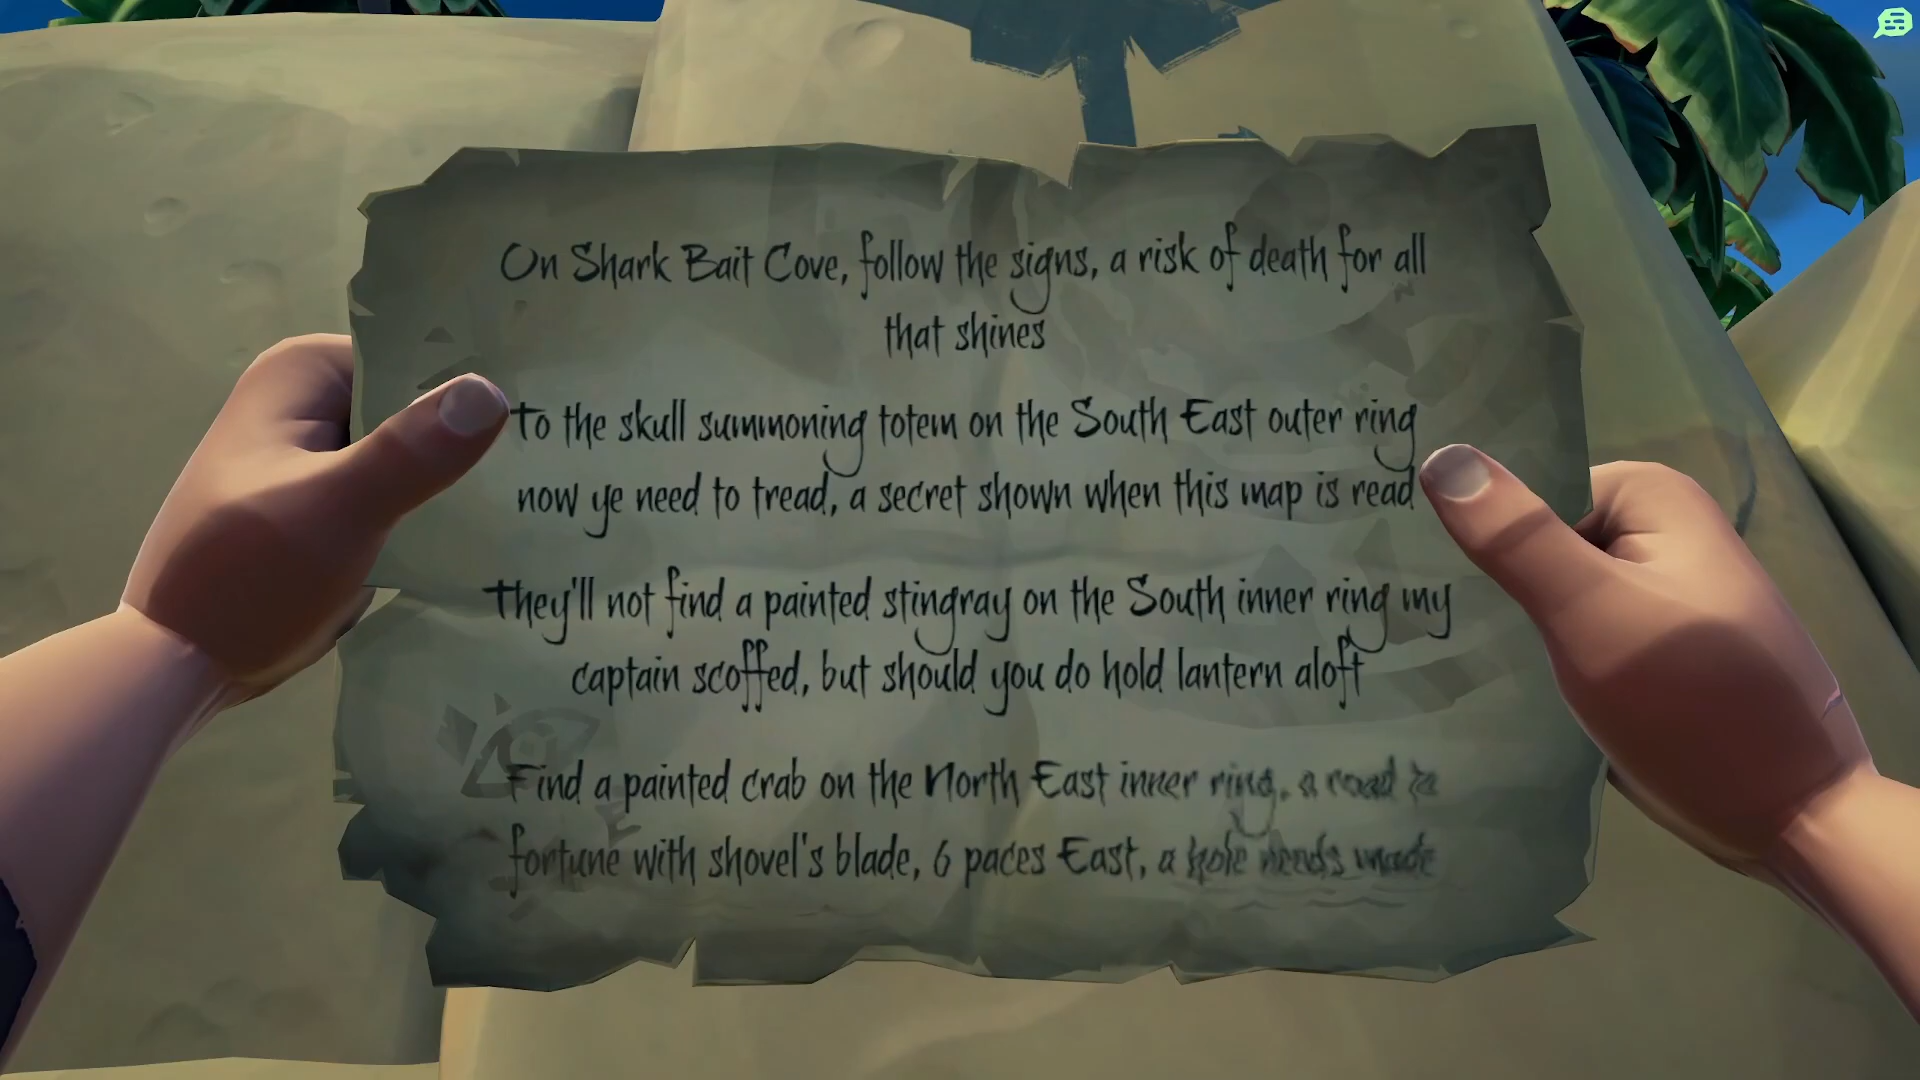 On Shark Bait Cove, follow the signs, a risk of death for all
that shines
To the skull summoning totem on the South East outer ring
now ye need to tread, a secret shown when this map is read
They'll not find a painted stingray on the South inner ring my
captain scoffed, but should you do hold lantern aloft
Find a painted crab on the North East inner ring, a road to
fortune with shovel's blade, 6 paces East, a hole needs made